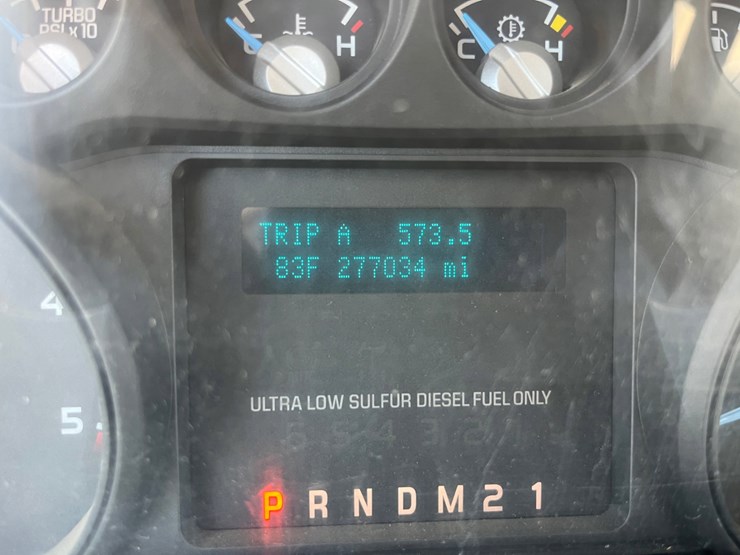 TURBO
PSI x 10
C H
C H
TRIP A 573.5
83F 277034 mi
4
5
ULTRA LOW SULFUR DIESEL FUEL ONLY
P R N D M 2 1